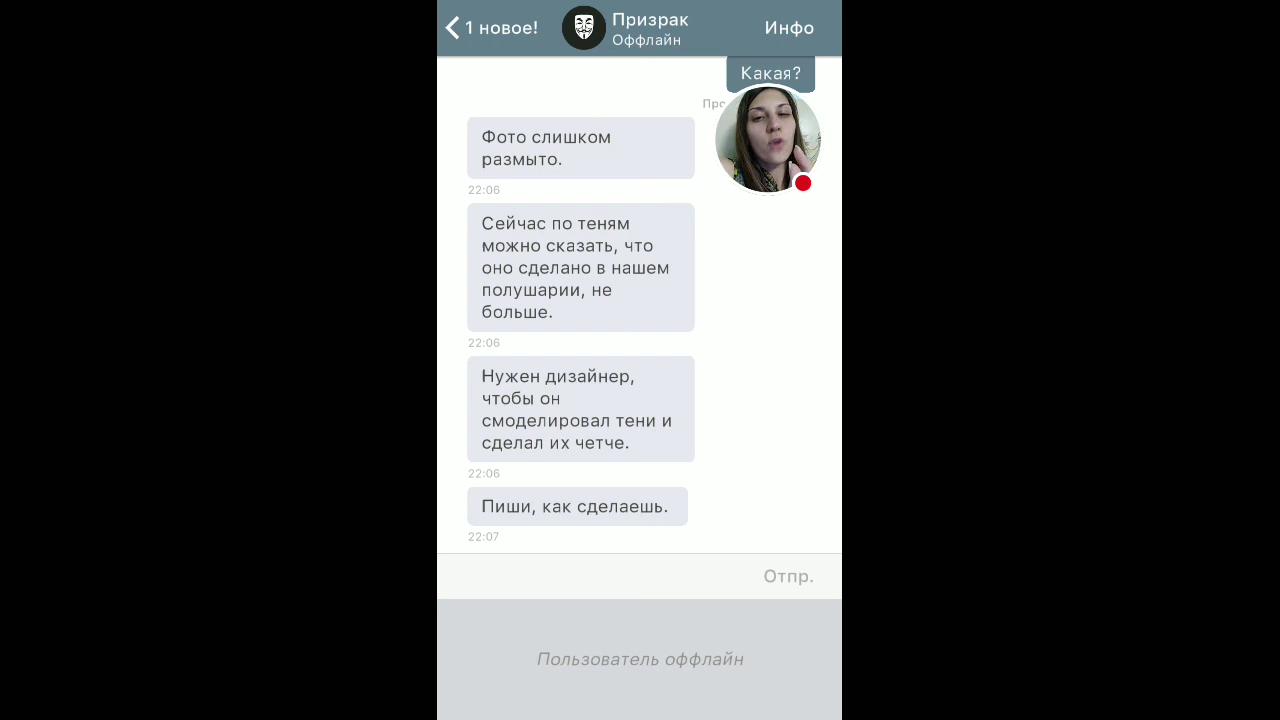 1 новое!
Призрак
Оффлайн
Инфо
Какая?
Фото слишком
размыто.
22:06
Сейчас по теням
можно сказать, что
оно сделано в нашем
полушарии, не
больше.
22:06
Нужен дизайнер,
чтобы он
смоделировал тени и
сделал их четче.
22:06
Пиши, как сделаешь.
22:07
Отпр.
Пользователь оффлайн